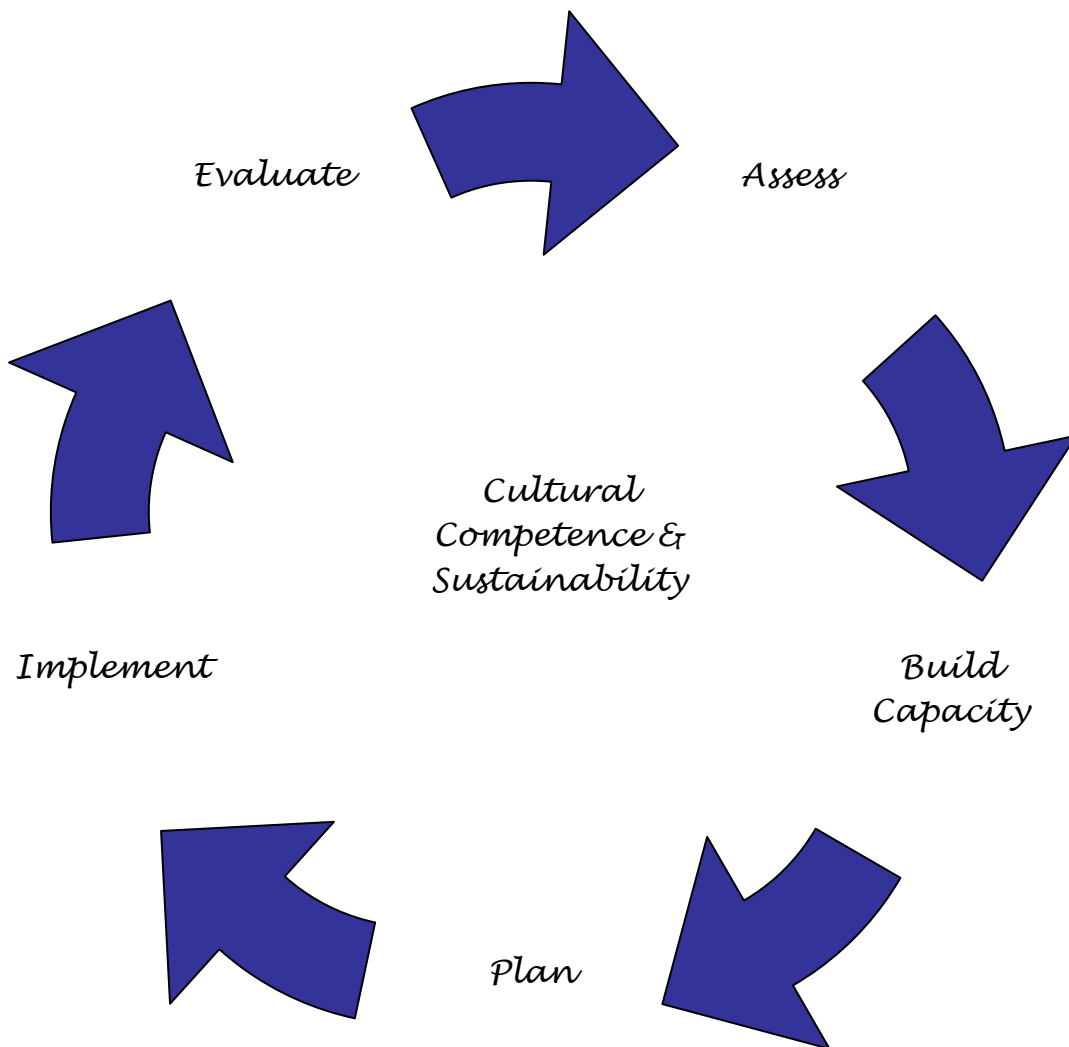 Evaluate
Assess
Cultural
Competence &
Sustainability
Implement
Build
Capacity
Plan